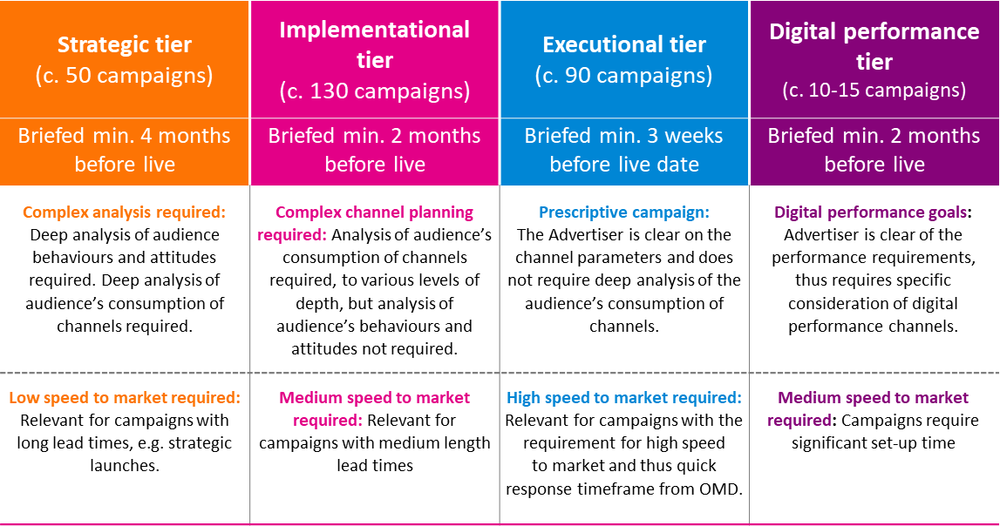 Strategic tier
(c. 50 campaigns)
Implementational
tier
(c. 130 campaigns)
Executional tier
(c. 90 campaigns)
Digital performance
tier
(c. 10-15 campaigns)
Briefed min. 4 months
before live
Briefed min. 2 months
before live
Briefed min. 3 weeks
before live date
Briefed min. 2 months
before live
Complex analysis required:
Deep analysis of audience
behaviours and attitudes
required. Deep analysis of
audience’s consumption of
channels required.
Complex channel planning
required: Analysis of audience’s
consumption of channels
required, to various levels of
depth, but analysis of
audience’s behaviours and
attitudes not required.
Prescriptive campaign:
The Advertiser is clear on the
channel parameters and does
not require deep analysis of the
audience’s consumption of
channels.
Digital performance goals:
Advertiser is clear of the
performance requirements,
thus requires specific
consideration of digital
performance channels.
Low speed to market required:
Relevant for campaigns with
long lead times, e.g. strategic
launches.
Medium speed to market
required: Relevant for
campaigns with medium length
lead times
High speed to market required:
Relevant for campaigns with the
requirement for high speed
to market and thus quick
response timeframe from OMD.
Medium speed to market
required: Campaigns require
significant set-up time